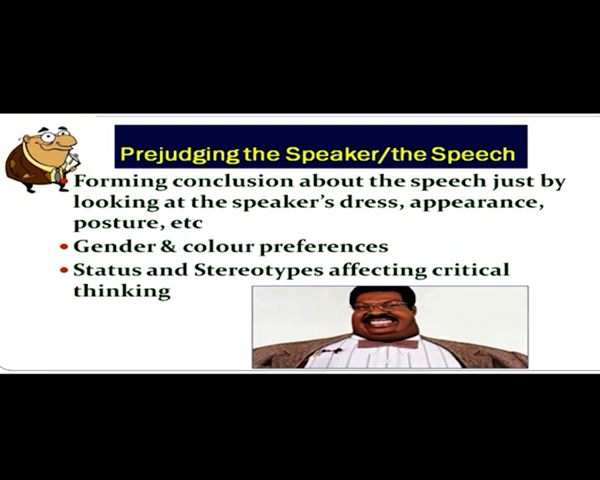 Prejudging the Speaker/the Speech
Forming conclusion about the speech just by
looking at the speaker's dress, appearance,
posture, etc
Gender & colour preferences
Status and Stereotypes affecting critical
thinking